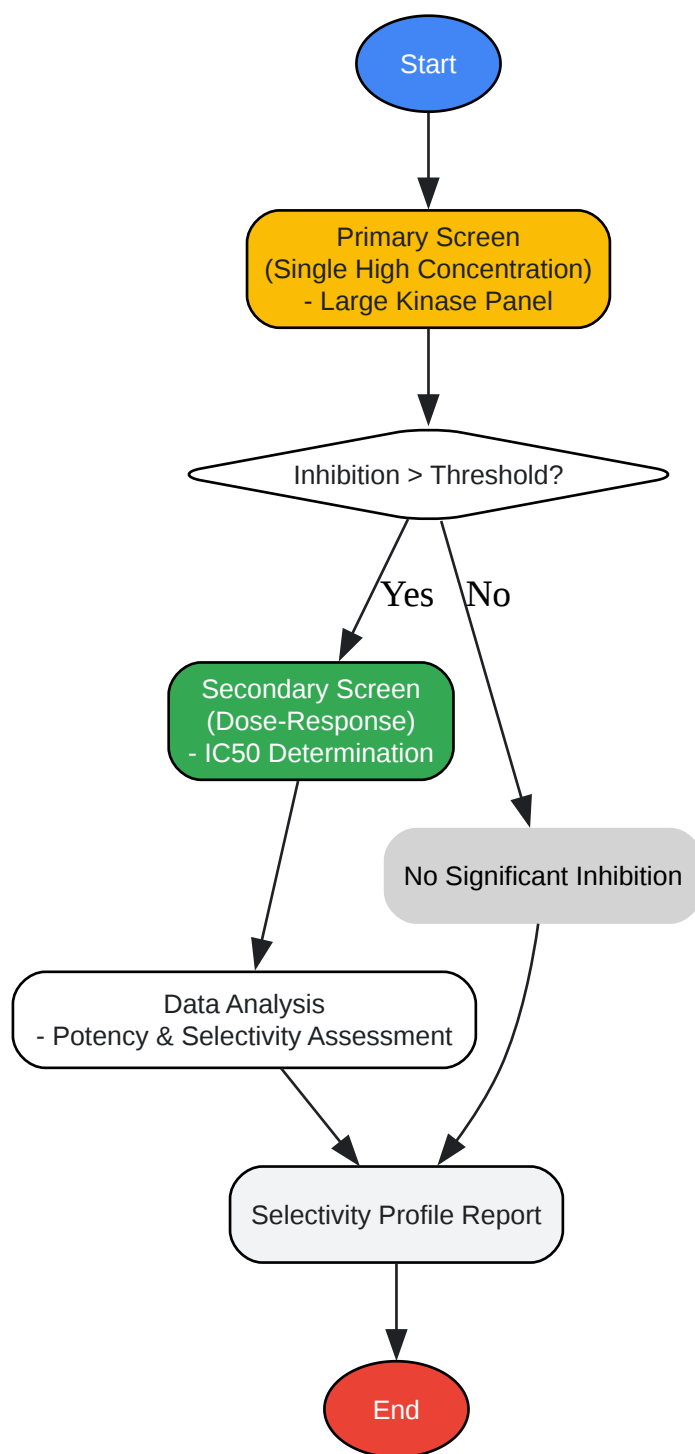 Start
Primary Screen
(Single High Concentration)
- Large Kinase Panel
Inhibition > Threshold?
Yes
No
Secondary Screen
(Dose-Response)
- IC50 Determination
No Significant Inhibition
Data Analysis
- Potency & Selectivity Assessment
Selectivity Profile Report
End